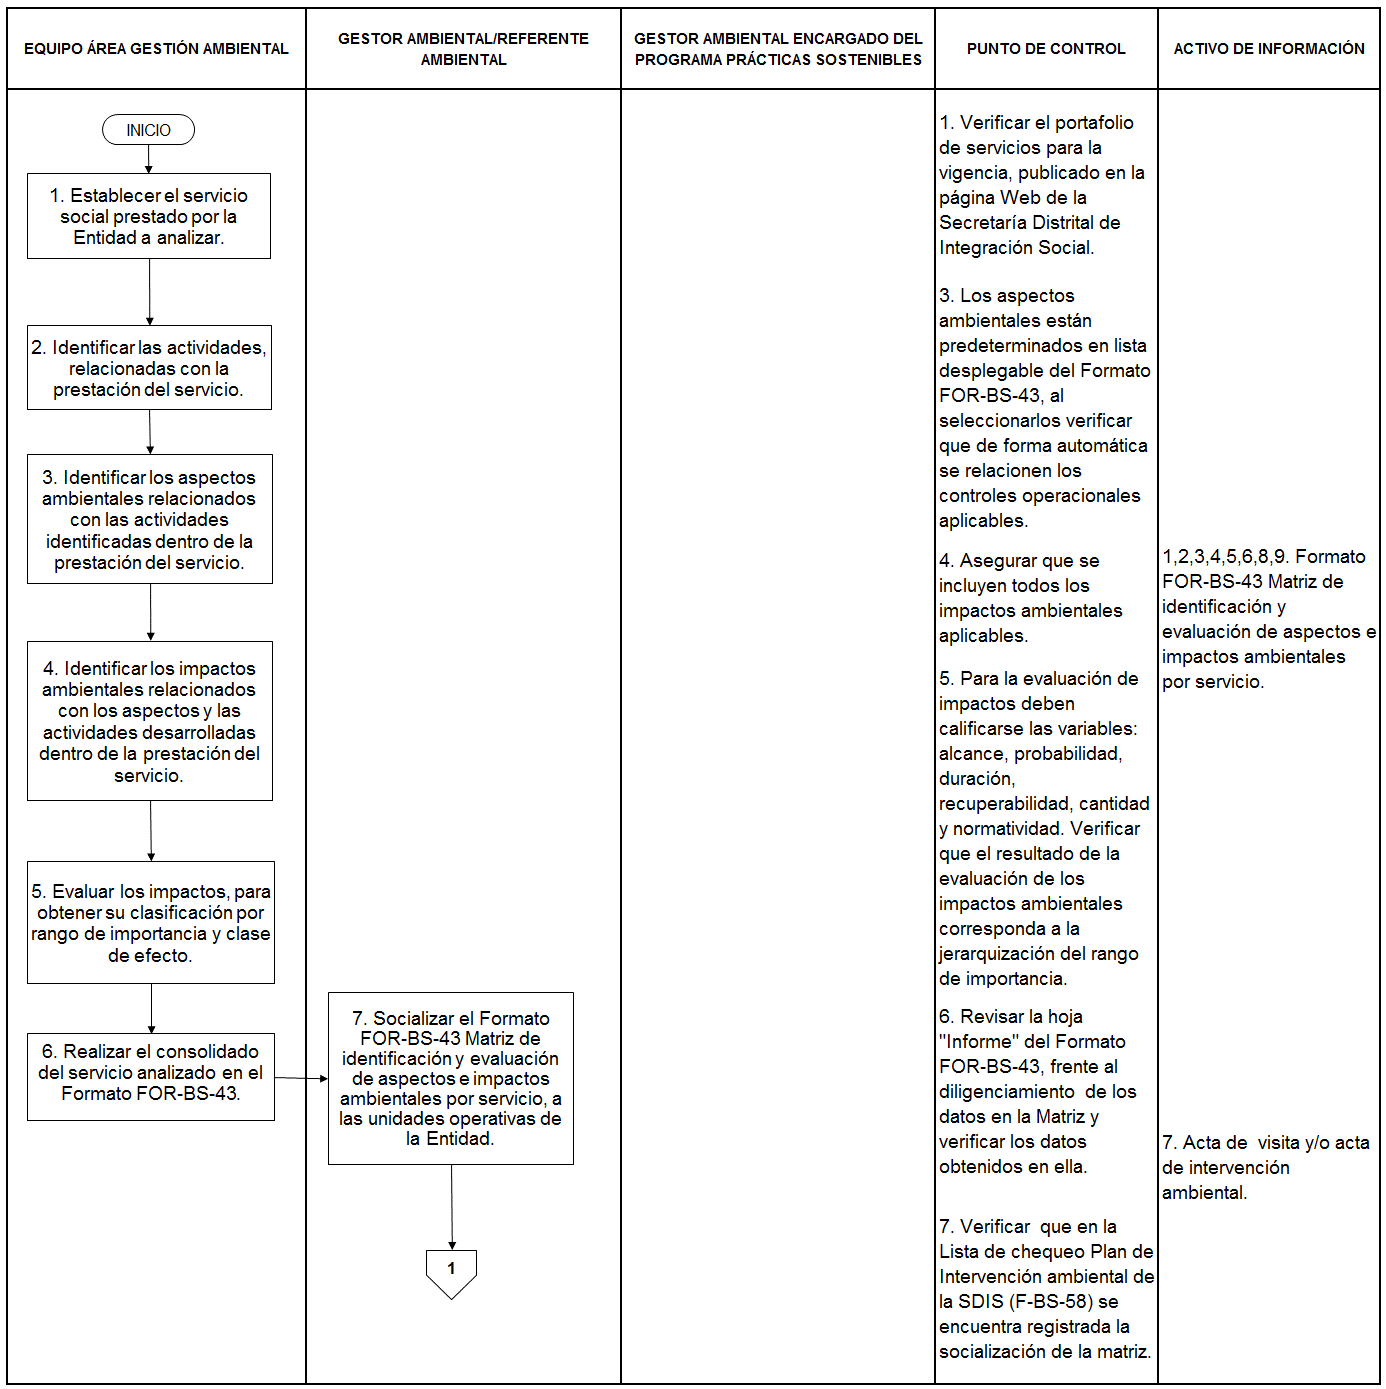 EQUIPO ÁREA GESTIÓN AMBIENTAL
GESTOR AMBIENTAL/REFERENTE
AMBIENTAL
GESTOR AMBIENTAL ENCARGADO DEL
PROGRAMA PRÁCTICAS SOSTENIBLES
PUNTO DE CONTROL
ACTIVO DE INFORMACIÓN
INICIO
1. Establecer el servicio
social prestado por la
Entidad a analizar.
2. Identificar las actividades,
relacionadas con la
prestación del servicio.
3. Identificar los aspectos
ambientales relacionados
con las actividades
identificadas dentro de la
prestación del servicio.
4. Identificar los impactos
ambientales relacionados
con los aspectos y las
actividades desarrolladas
dentro de la prestación del
servicio.
5. Evaluar los impactos, para
obtener su clasificación por
rango de importancia y clase
de efecto.
6. Realizar el consolidado
del servicio analizado en el
Formato FOR-BS-43.
7. Socializar el Formato
FOR-BS-43 Matriz de
identificación y evaluación
de aspectos e impactos
ambientales por servicio, a
las unidades operativas de
la Entidad.
1
1. Verificar el portafolio
de servicios para la
vigencia, publicado en la
página Web de la
Secretaría Distrital de
Integración Social.
3. Los aspectos
ambientales están
predeterminados en lista
desplegable del Formato
FOR-BS-43, al
seleccionarlos verificar
que de forma automática
se relacionen los
controles operacionales
aplicables.
4. Asegurar que se
incluyen todos los
impactos ambientales
aplicables.
5. Para la evaluación de
impactos deben
calificarse las variables:
alcance, probabilidad,
duración,
recuperabilidad, cantidad
y normatividad. Verificar
que el resultado de la
evaluación de los
impactos ambientales
corresponda a la
jerarquización del rango
de importancia.
6. Revisar la hoja
"Informe" del Formato
FOR-BS-43, frente al
diligenciamiento de los
datos en la Matriz y
verificar los datos
obtenidos en ella.
7. Verificar que en la
Lista de chequeo Plan de
Intervención ambiental de
la SDIS (F-BS-58) se
encuentra registrada la
socialización de la matriz.
1,2,3,4,5,6,8,9. Formato
FOR-BS-43 Matriz de
identificación y
evaluación de aspectos e
impactos ambientales
por servicio.
7. Acta de visita y/o acta
de intervención
ambiental.